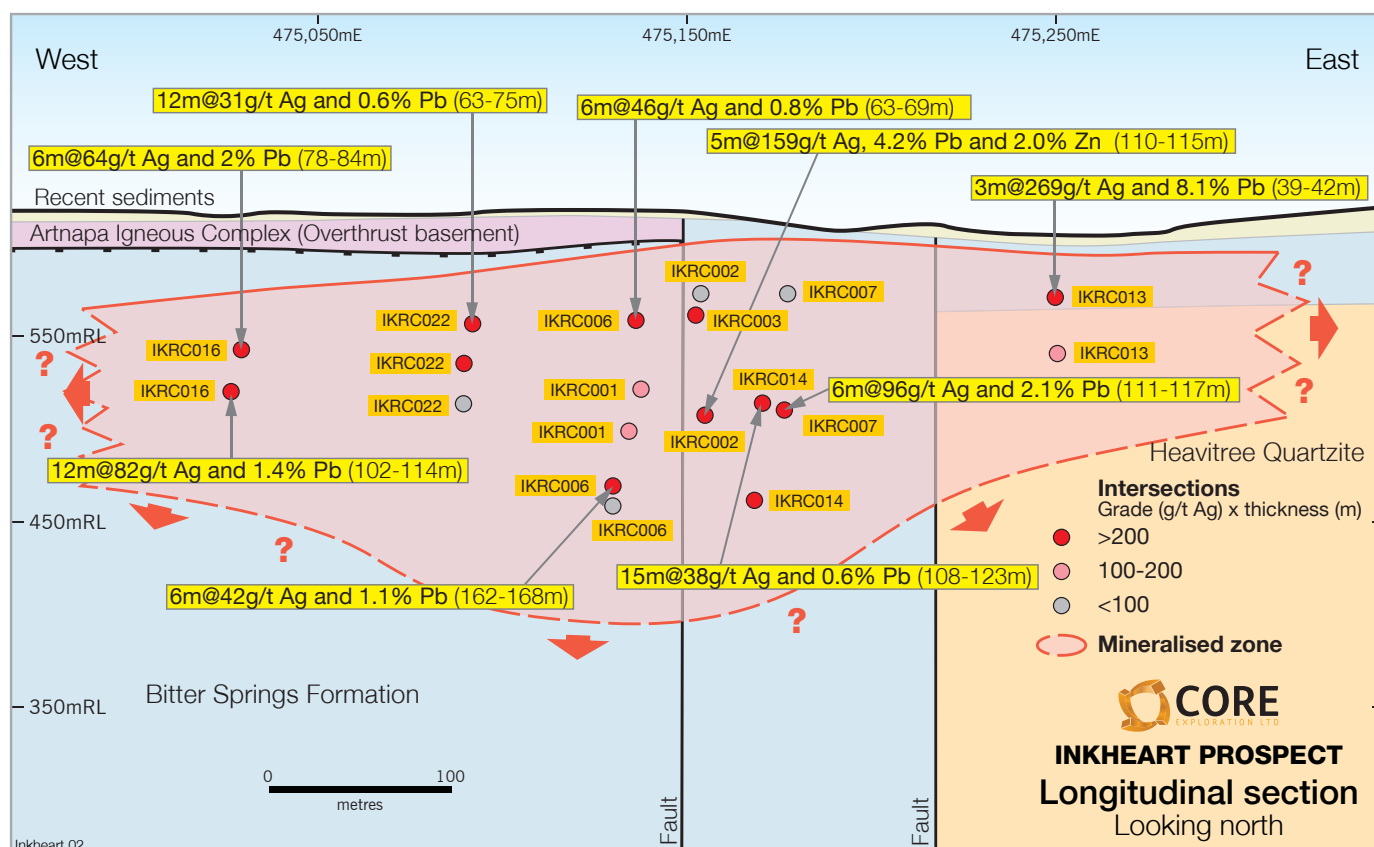 475,050mE
475,150mE
475,250mE
West
East
12m@31g/t Ag and 0.6% Pb (63-75m)
6m@46g/t Ag and 0.8% Pb (63-69m)
5m@159g/t Ag, 4.2% Pb and 2.0% Zn (110-115m)
6m@64g/t Ag and 2% Pb (78-84m)
3m@269g/t Ag and 8.1% Pb (39-42m)
Recent sediments
Artnapa Igneous Complex (Overthrust basement)
IKRC002
IKRC007
IKRC013
?
IKRC022
IKRC006
IKRC003
550mRL
IKRC016
IKRC022
IKRC013
?
IKRC016
IKRC001
IKRC014
6m@96g/t Ag and 2.1% Pb (111-117m)
?
IKRC022
IKRC007
?
IKRC001
IKRC002
12m@82g/t Ag and 1.4% Pb (102-114m)
Heavitree Quartzite
IKRC006
IKRC014
Intersections
Grade (g/t Ag) x thickness (m)
450mRL
IKRC006
>200
?
15m@38g/t Ag and 0.6% Pb (108-123m)
100-200
6m@42g/t Ag and 1.1% Pb (162-168m)
<100
?
Mineralised zone
Bitter Springs Formation
350mRL
CORE
EXPLORATION LTD
INKHEART PROSPECT
Longitudinal section
Looking north
0
100
metres
Fault
Fault
Inkheart 02